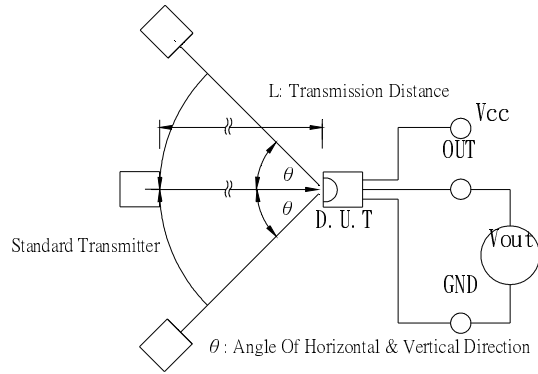 L: Transmission Distance
Vcc
OUT
θ
θ
D.U.T
Standard Transmitter
Vout
GND
θ: Angle Of Horizontal & Vertical Direction